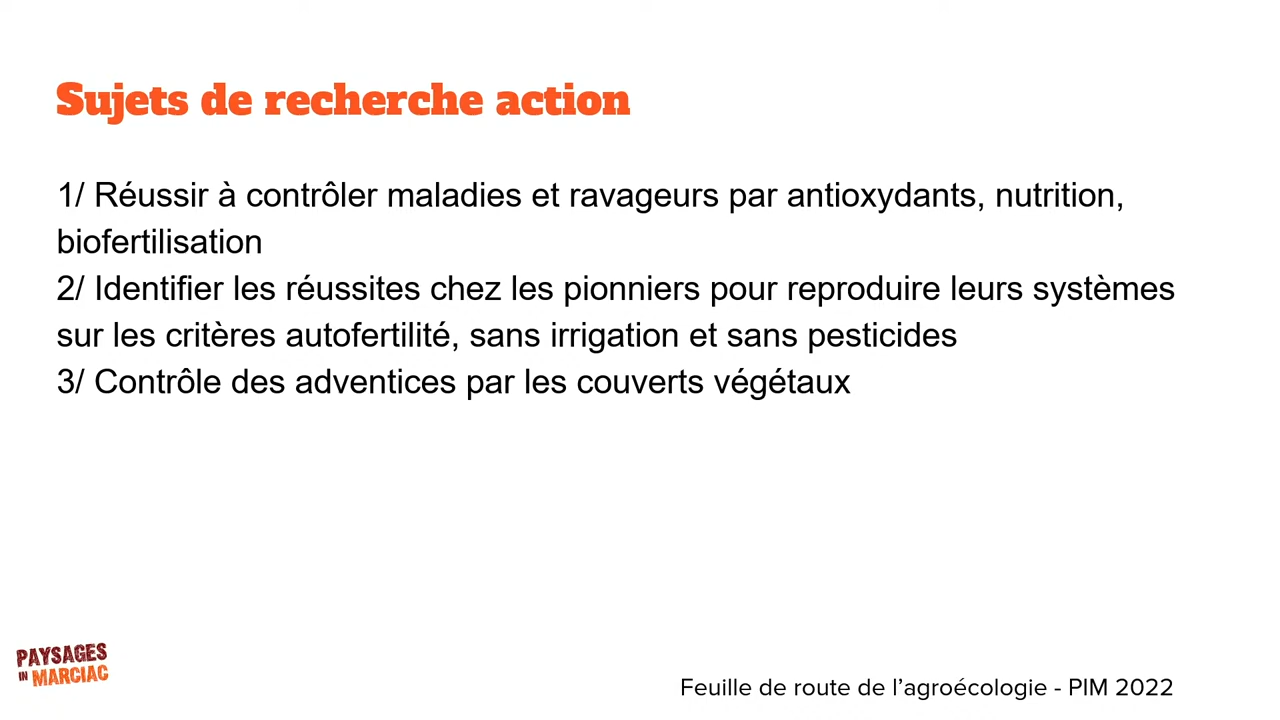 Sujets de recherche action
1/ Réussir à contrôler maladies et ravageurs par antioxydants, nutrition,
biofertilisation
2/ Identifier les réussites chez les pionniers pour reproduire leurs systèmes
sur les critères autofertilité, sans irrigation et sans pesticides
3/ Contrôle des adventices par les couverts végétaux
PAYSAGES
IN MARCIAC
Feuille de route de l’agroécologie - PIM 2022